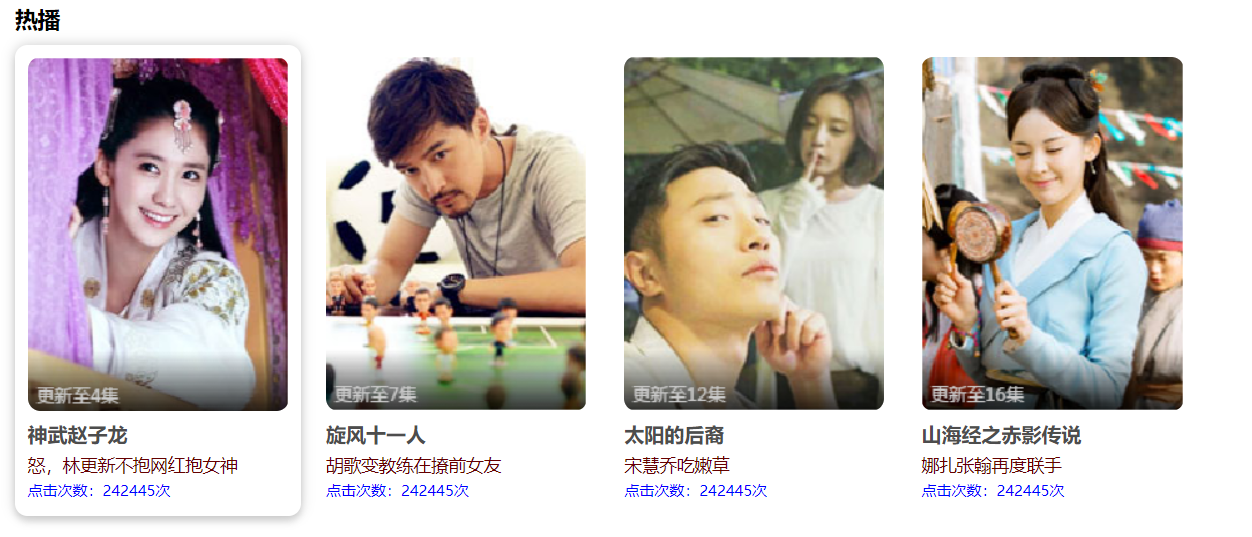 热播
更新至4集
神武赵子龙
怒，林更新不抱网红抱女神
点击次数：242445次
更新至7集
旋风十一人
胡歌变教练在撩前女友
点击次数：242445次
更新至12集
太阳的后裔
宋慧乔吃嫩草
点击次数：242445次
更新至16集
山海经之赤影传说
娜扎张翰再度联手
点击次数：242445次